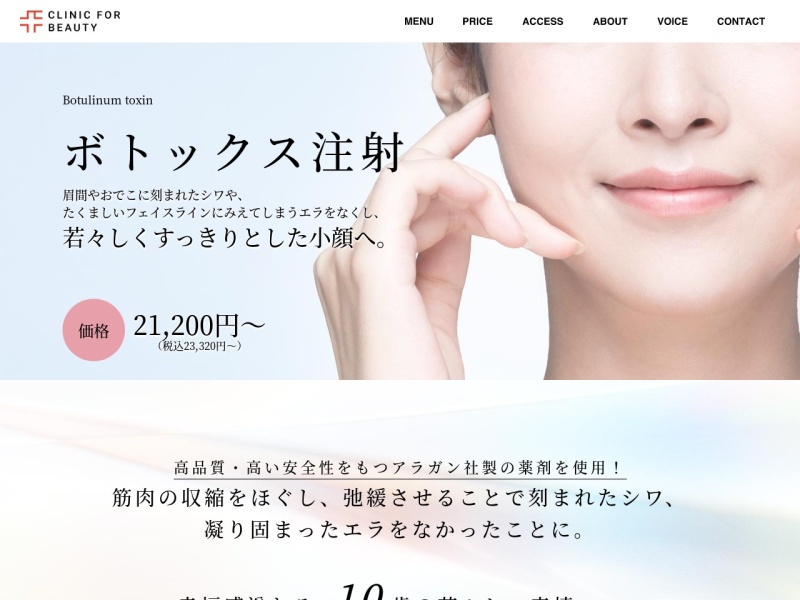 CLINIC FOR
BEAUTY
MENU
PRICE
ACCESS
ABOUT
VOICE
CONTACT
Botulinum toxin
ボトックス注射
眉間やおでこに刻まれたシワや、
たくましいフェイスラインにみえてしまうエラをなくし、
若々しくすっきりとした小顔へ。
価格
21,200円〜
（税込23,320円〜）
高品質・高い安全性をもつアラガン社製の薬剤を使用！
筋肉の収縮をほぐし、弛緩させることで刻まれたシワ、
凝り固まったエラをなかったことに。
10